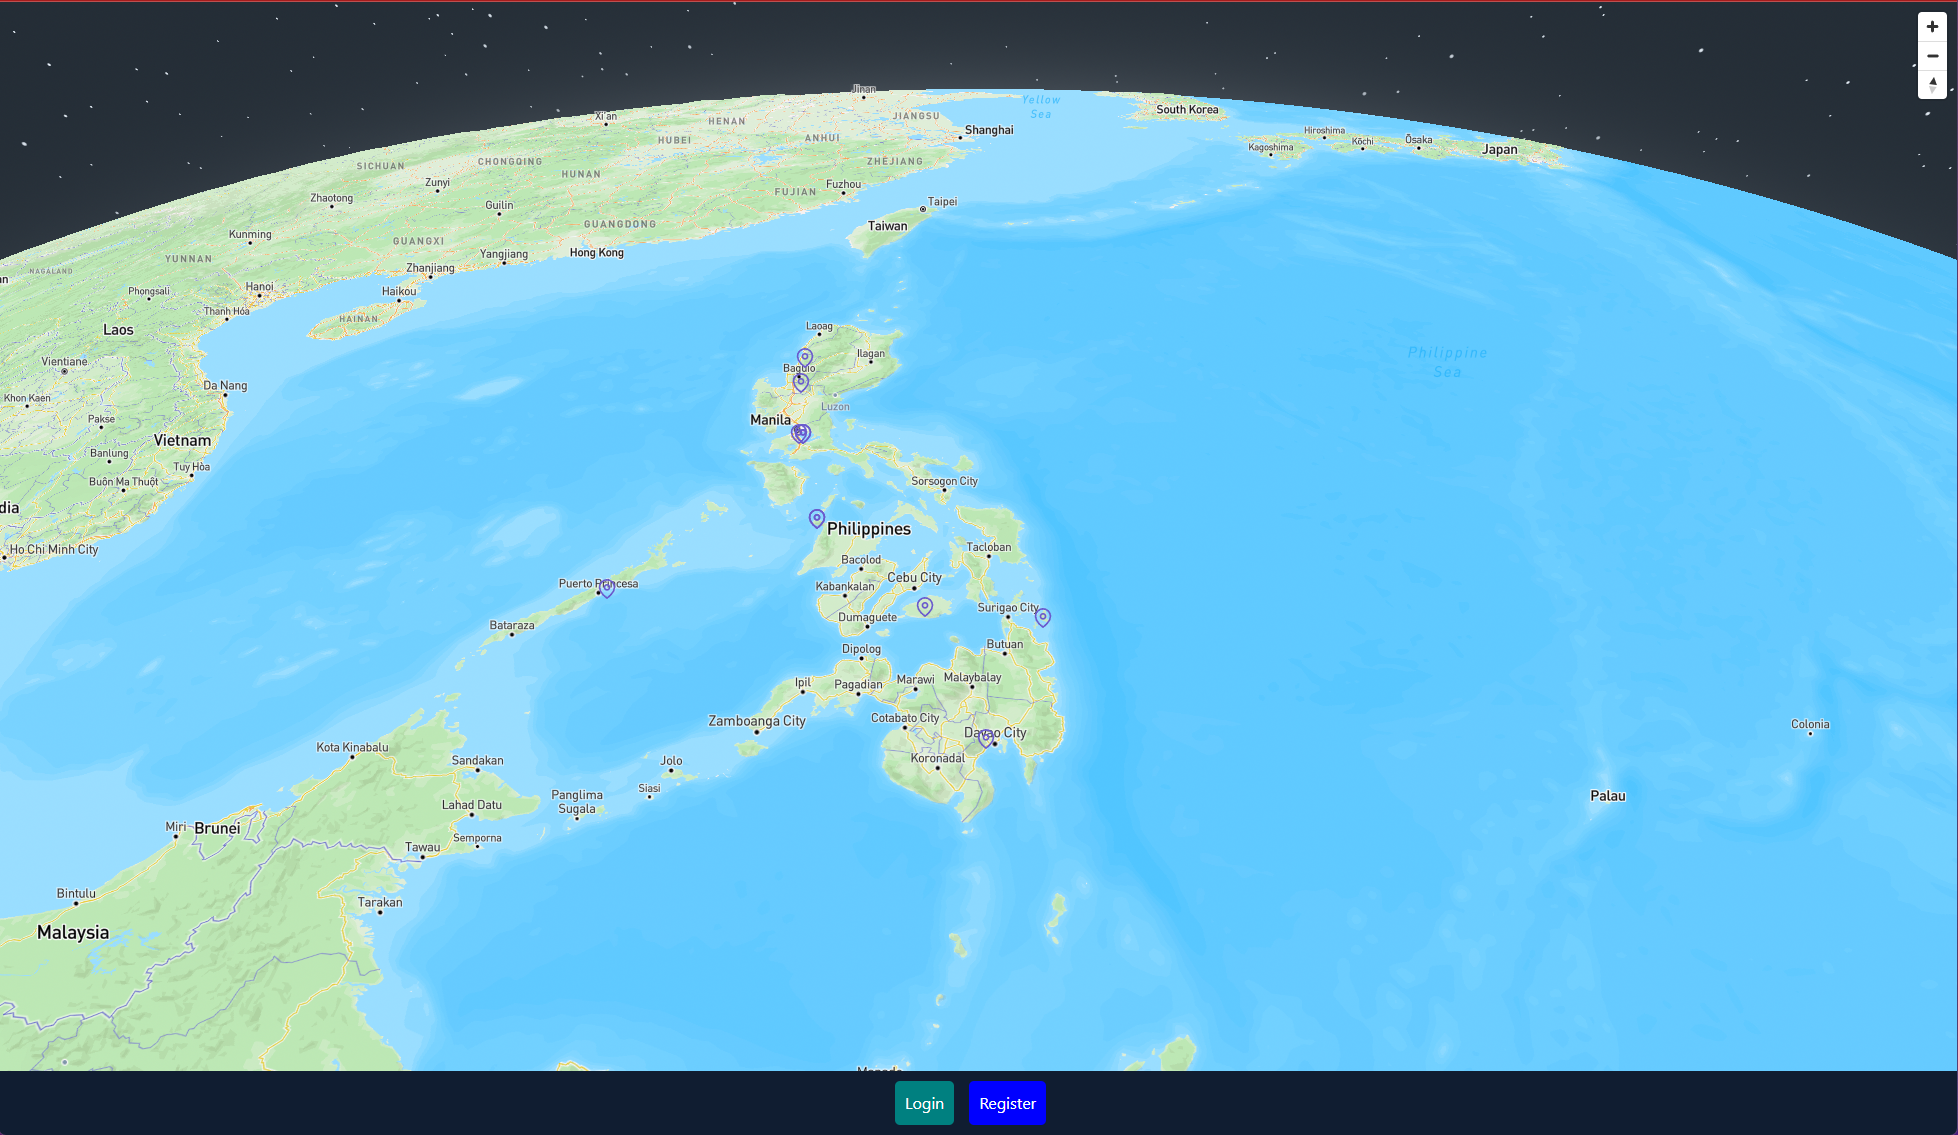 Jinan
Yellow
Sea
South Korea
Xi'an
HENAN
JIANGSU
Shanghai
HUBEI
ANHUI
Hiroshima
Kōchi
Ōsaka
Kagoshima
Japan
SICHUAN
CHONGQING
ZHEJIANG
HUNAN
Zunyi
Fuzhou
FUJIAN
Zhaotong
Guilin
Taipei
GUANGDONG
Taiwan
Kunming
GUANGXI
Yangjiang
Hong Kong
YUNNAN
Zhanjiang
NAGALAND
an
Phongsali
Hanoi
Haikou
Thanh Hóa
HAINAN
Laos
Laoag
Vientiane
Ilagan
Philippine
Sea
Baguio
Da Nang
Khon Kaen
Luzon
Pakse
Manila
Vietnam
Banlung
Tuy Hòa
Buôn Ma Thuột
Sorsogon City
dia
Philippines
Ho Chi Minh City
Tacloban
Bacolod
Cebu City
Puerto Princesa
Kabankalan
Surigao City
Dumaguete
Bataraza
Butuan
Dipolog
Ipil
Pagadian
Marawi
Malaybalay
Zamboanga City
Cotabato City
Davao City
Colonia
Kota Kinabalu
Sandakan
Jolo
Koronadal
Siasi
Panglima
Sugala
Palau
Lahad Datu
Miri
Brunei
Semporna
Tawau
Bintulu
Tarakan
Malaysia
Login
Register